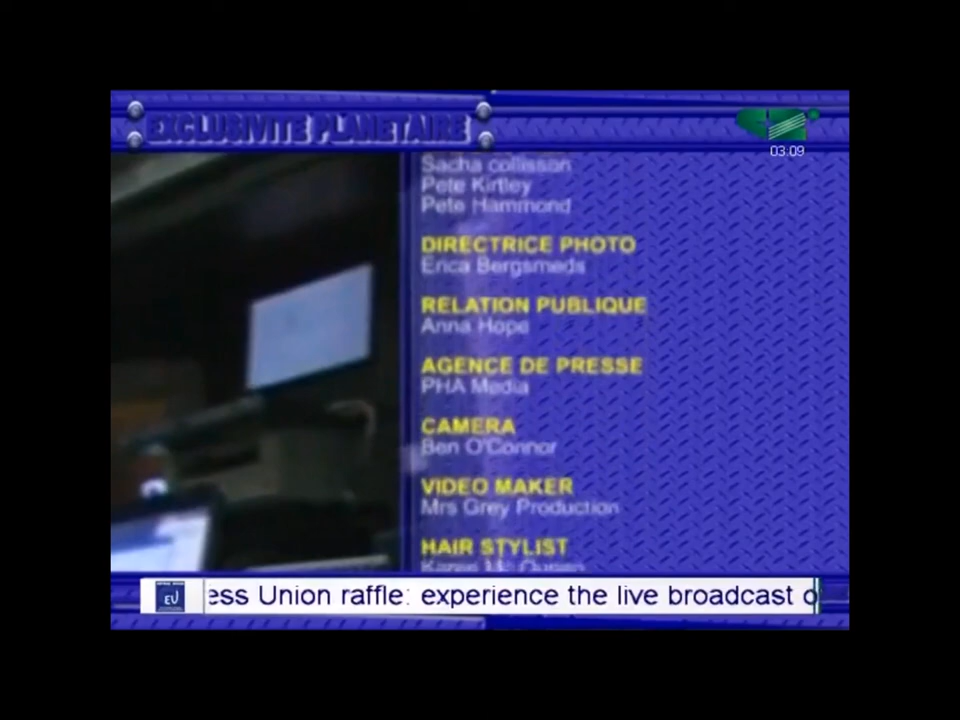 EXCLUSIVITE PLANETAIRE
03:09
Sacha collisson
Pete Kirtley
Pete Hammond
DIRECTRICE PHOTO
Erica Bergsmeds
RELATION PUBLIQUE
Anna Hope
AGENCE DE PRESSE
PHA Media
CAMERA
Ben O'Connor
VIDEO MAKER
Mrs Grey Production
HAIR STYLIST
ess Union raffle: experience the live broadcast o